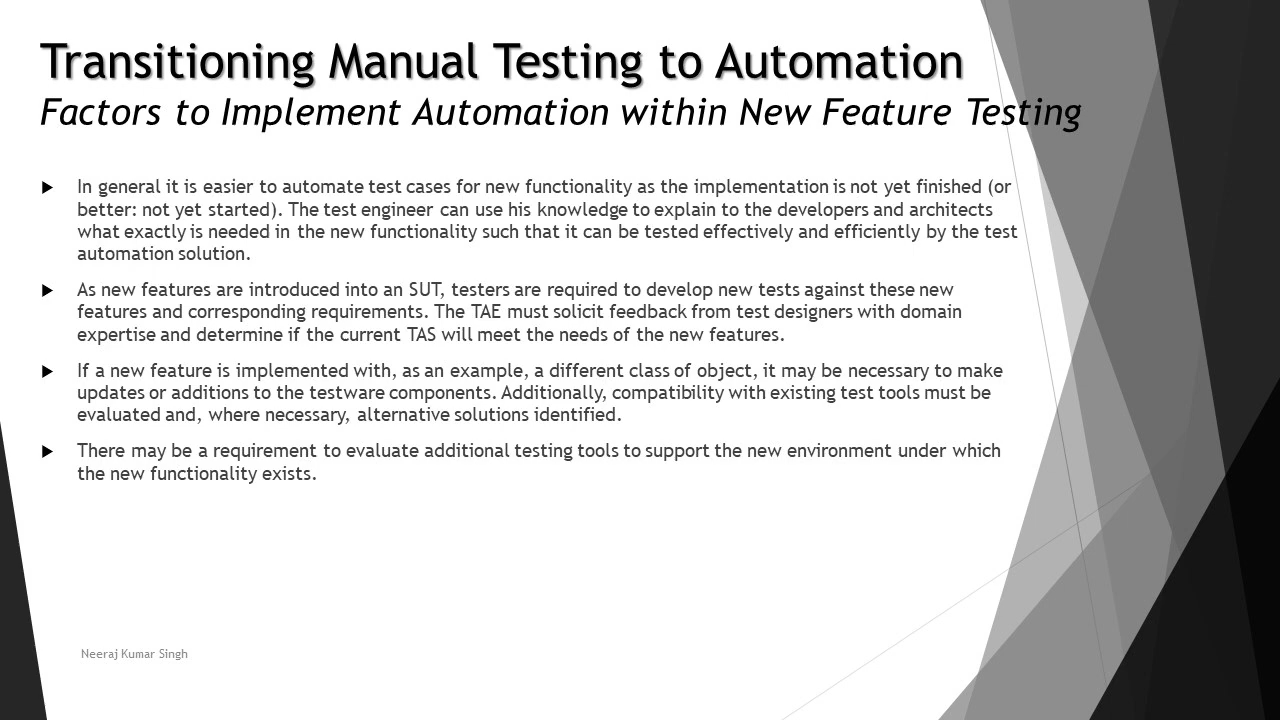 Transitioning Manual Testing to Automation
Factors to Implement Automation within New Feature Testing
In general it is easier to automate test cases for new functionality as the implementation is not yet finished (or
better: not yet started). The test engineer can use his knowledge to explain to the developers and architects
what exactly is needed in the new functionality such that it can be tested effectively and efficiently by the test
automation solution.
As new features are introduced into an SUT, testers are required to develop new tests against these new
features and corresponding requirements. The TAE must solicit feedback from test designers with domain
expertise and determine if the current TAS will meet the needs of the new features.
If a new feature is implemented with, as an example, a different class of object, it may be necessary to make
updates or additions to the testware components. Additionally, compatibility with existing test tools must be
evaluated and, where necessary, alternative solutions identified.
There may be a requirement to evaluate additional testing tools to support the new environment under which
the new functionality exists.
Neeraj Kumar Singh